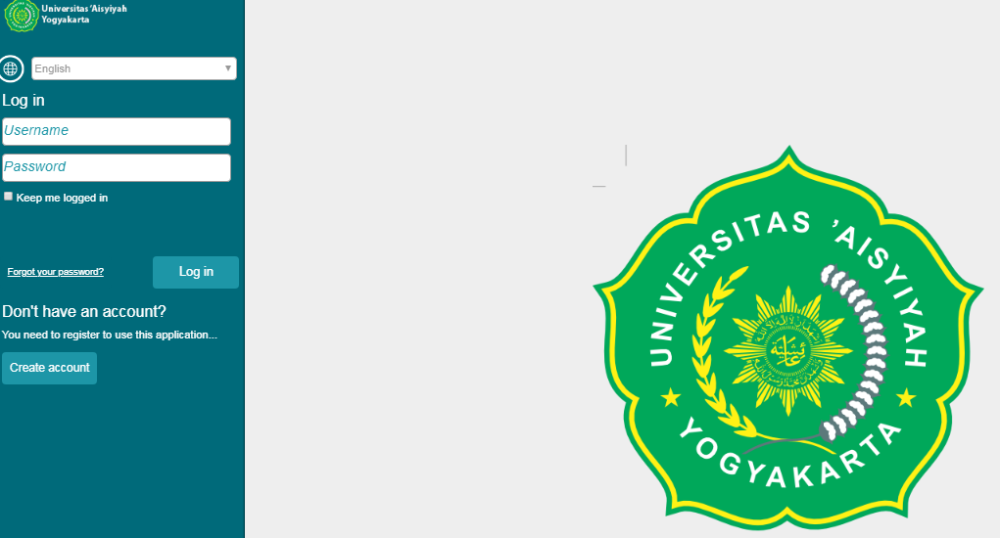 Universitas 'Aisyiyah
Yogyakarta
English
Log in
Username
Password
Keep me logged in
Forgot your password?
Log in
Don't have an account?
You need to register to use this application...
Create account
UNIVERSITAS 'AISYIYAH
YOGYAKARTA